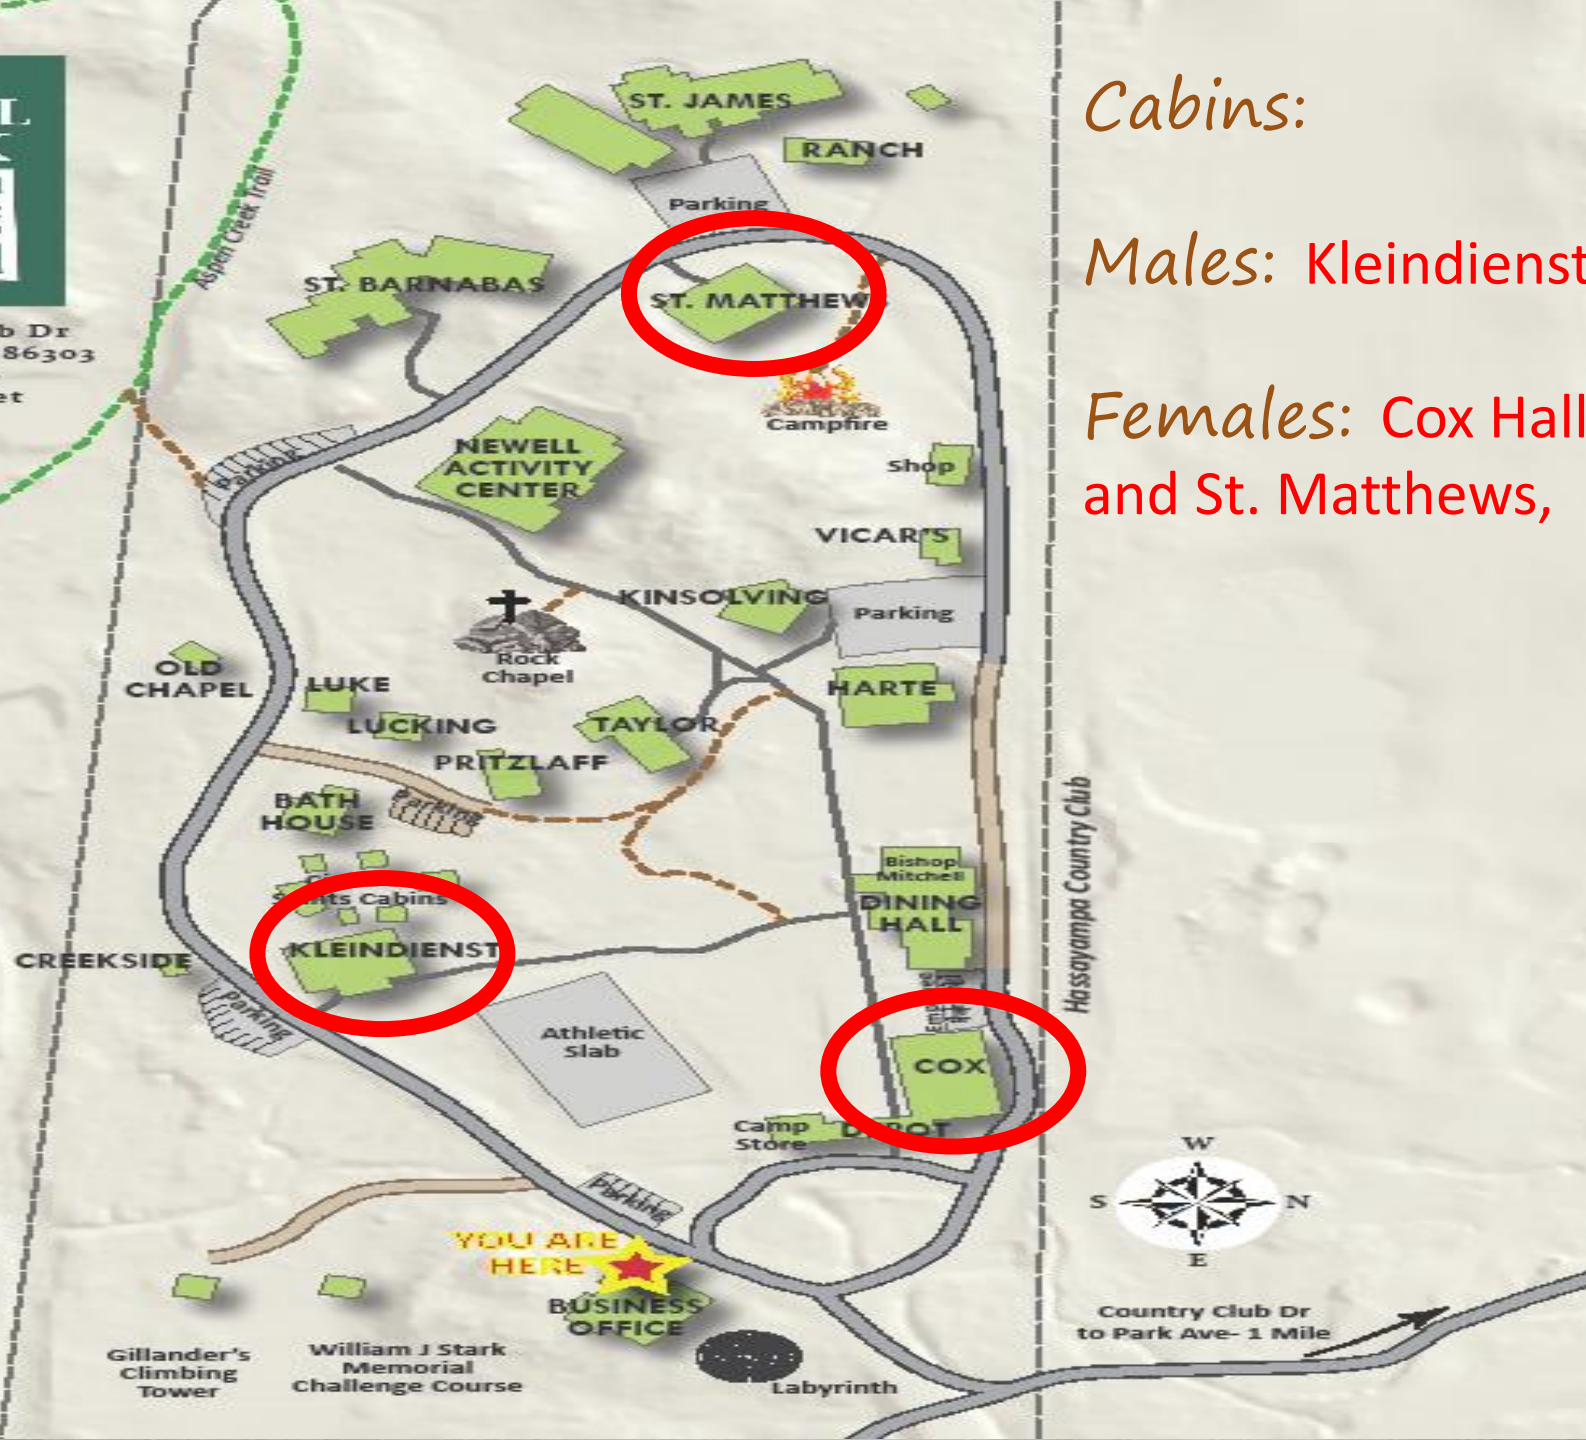 L
ST. JAMES
RANCH
Parking
Aspen Creek Trail
ST. BARNABAS
ST. MATTHEW
b Dr
86303
et
Campfire
NEWELL
ACTIVITY
CENTER
Parking
Shop
VICAR'S
KINSOLVING
Parking
Rock
Chapel
OLD
CHAPEL
LUKE
HARTE
LUCKING
TAYLOR
PRITZLAFF
BATH
HOUSE
Parking
Bishop
Mitchell
DINING
HALL
Cabins
KLEINDIENST
CREEKSIDE
Parking
Athletic
Slab
COX
Camp
Store
DEPOT
Hassayampa Country Club
Parking
YOU ARE
HERE
BUSINESS
OFFICE
Gillander's
Climbing
Tower
William J Stark
Memorial
Challenge Course
Labyrinth
W
S N
E
Country Club Dr
to Park Ave- 1 Mile
Cabins:
Males: Kleindienst
Females: Cox Hall
and St. Matthews,